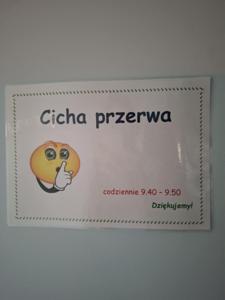 Cicha przerwa
codziennie 9.40 - 9.50
Dziękujemy!